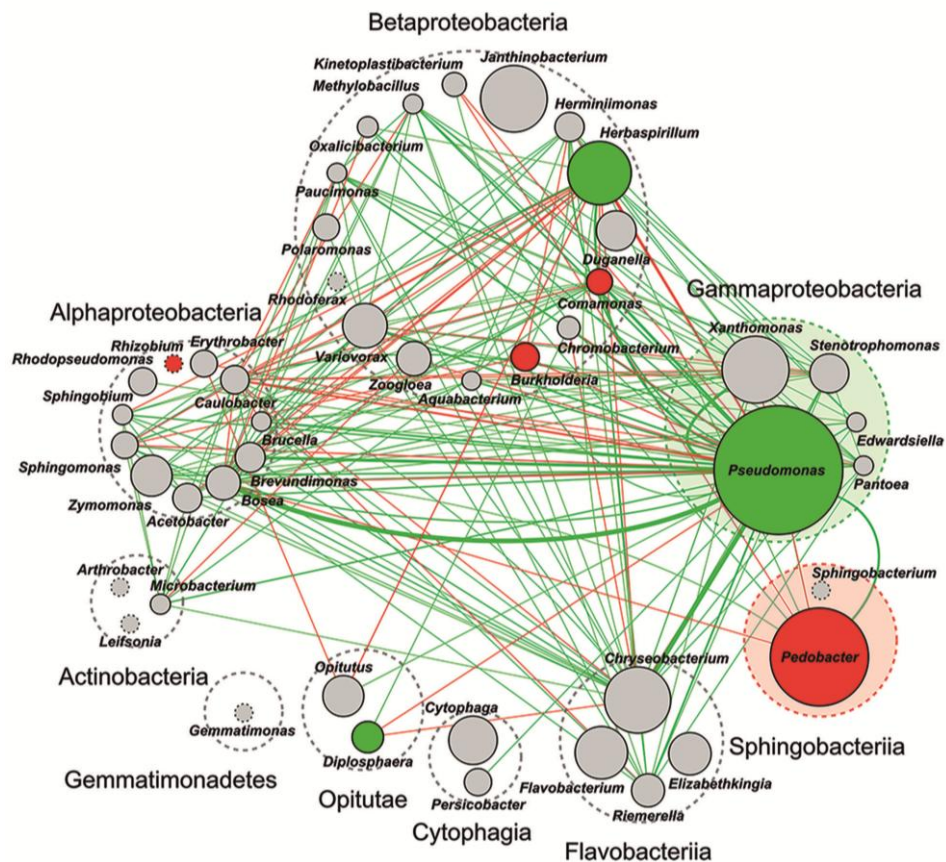 Betaproteobacteria
Kinetoplastibacterium
Janthinobacterium
Methylobacillus
Herminiimonas
Herbaspirillum
Oxalicibacterium
Paucimonas
Polaromonas
Duganella
Rhodoferax
Comamonas
Gammaproteobacteria
Alphaproteobacteria
Xanthomonas
Rhizobium
Erythrobacter
Variovorax
Chromobacterium
Stenotrophomonas
Rhodopseudomonas
Zoogloea
Burkholderia
Sphingobium
Caulobacter
Aquabacterium
Brucella
Edwardsiella
Sphingomonas
Pseudomonas
Brevundimonas
Pantoea
Zymomonas
Bosea
Acetobacter
Arthrobacter
Microbacterium
Sphingobacterium
Leifsonia
Pedobacter
Actinobacteria
Opitutus
Chryseobacterium
Cytophaga
Gemmatimonas
Sphingobacteriia
Diplosphaera
Gemmatimonadetes
Flavobacterium
Elizabethkingia
Opitutae
Persicobacter
Riemerella
Cytophagia
Flavobacteriia